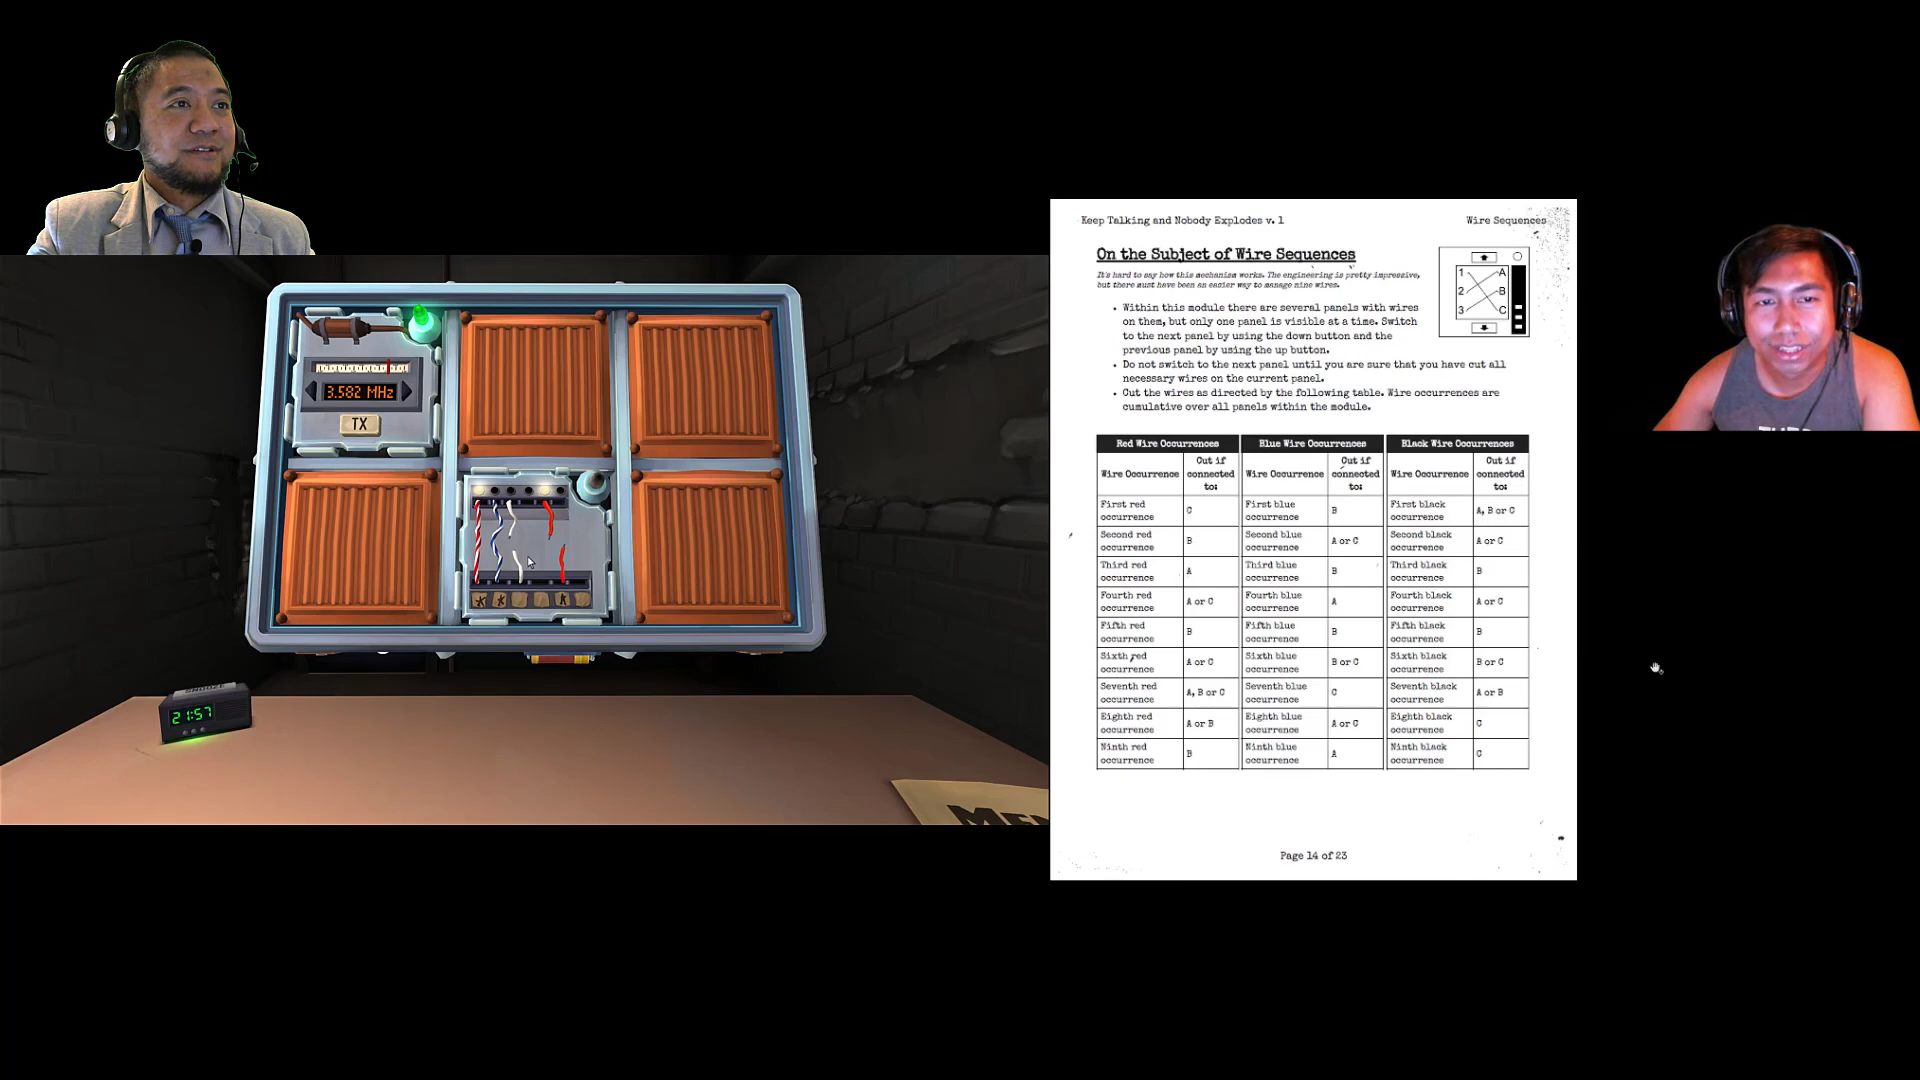 Keep Talking and Nobody Explodes v. 1
Wire Sequences
On the Subject of Wire Sequences
It's hard to say how this mechanism works. The engineering is pretty impressive,
but there must have been an easier way to manage nine wires.
1 A
2 B
3 C
• Within this module there are several panels with wires
on them, but only one panel is visible at a time. Switch
to the next panel by using the down button and the
previous panel by using the up button.
• Do not switch to the next panel until you are sure that you have cut all
necessary wires on the current panel.
• Cut the wires as directed by the following table. Wire occurrences are
cumulative over all panels within the module.
3.582 MHz
TX
21:57
Red Wire Occurrences
Wire Occurrence Cut if connected to:
First red occurrence C
Second red occurrence B
Third red occurrence A
Fourth red occurrence A or C
Fifth red occurrence B
Sixth red occurrence A or C
Seventh red occurrence A, B or C
Eighth red occurrence A or B
Ninth red occurrence B
Blue Wire Occurrences
Wire Occurrence Cut if connected to:
First blue occurrence B
Second blue occurrence A or C
Third blue occurrence B
Fourth blue occurrence A
Fifth blue occurrence B
Sixth blue occurrence B or C
Seventh blue occurrence C
Eighth blue occurrence A or C
Ninth blue occurrence A
Black Wire Occurrences
Wire Occurrence Cut if connected to:
First black occurrence A, B or C
Second black occurrence A or C
Third black occurrence B
Fourth black occurrence A or C
Fifth black occurrence B
Sixth black occurrence B or C
Seventh black occurrence A or B
Eighth black occurrence C
Ninth black occurrence C
Page 14 of 23